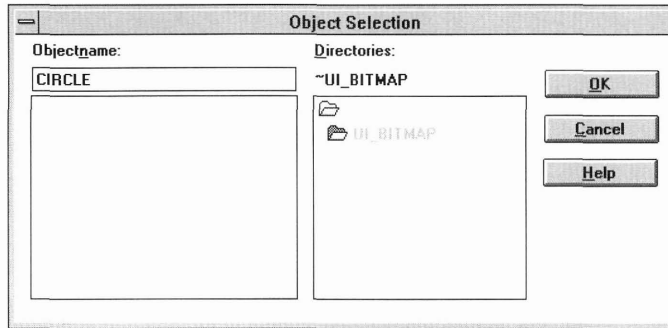 Object Selection
Objectname:
CIRCLE
Directories:
~UI_BITMAP
UI_BITMAP
OK
Cancel
Help